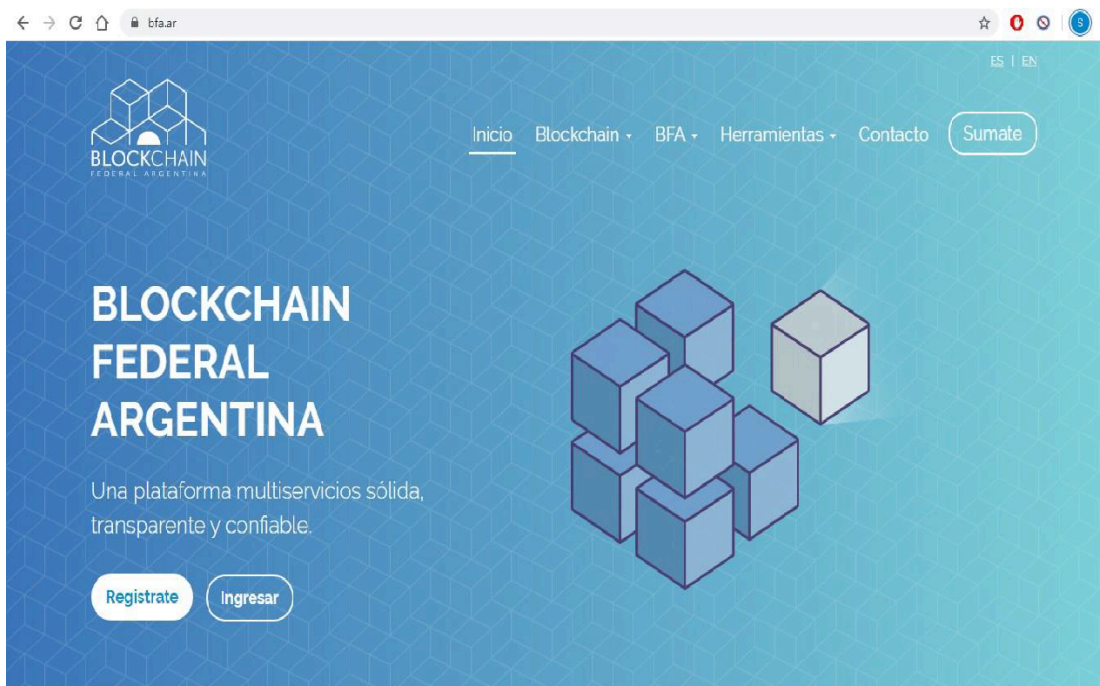 bfa.ar
S
ES | EN
BLOCKCHAIN
FEDERAL ARGENTINA
Inicio Blockchain BFA Herramientas Contacto Sumate
BLOCKCHAIN
FEDERAL
ARGENTINA
Una plataforma multiservicios sólida,
transparente y confiable.
Registrate Ingresar